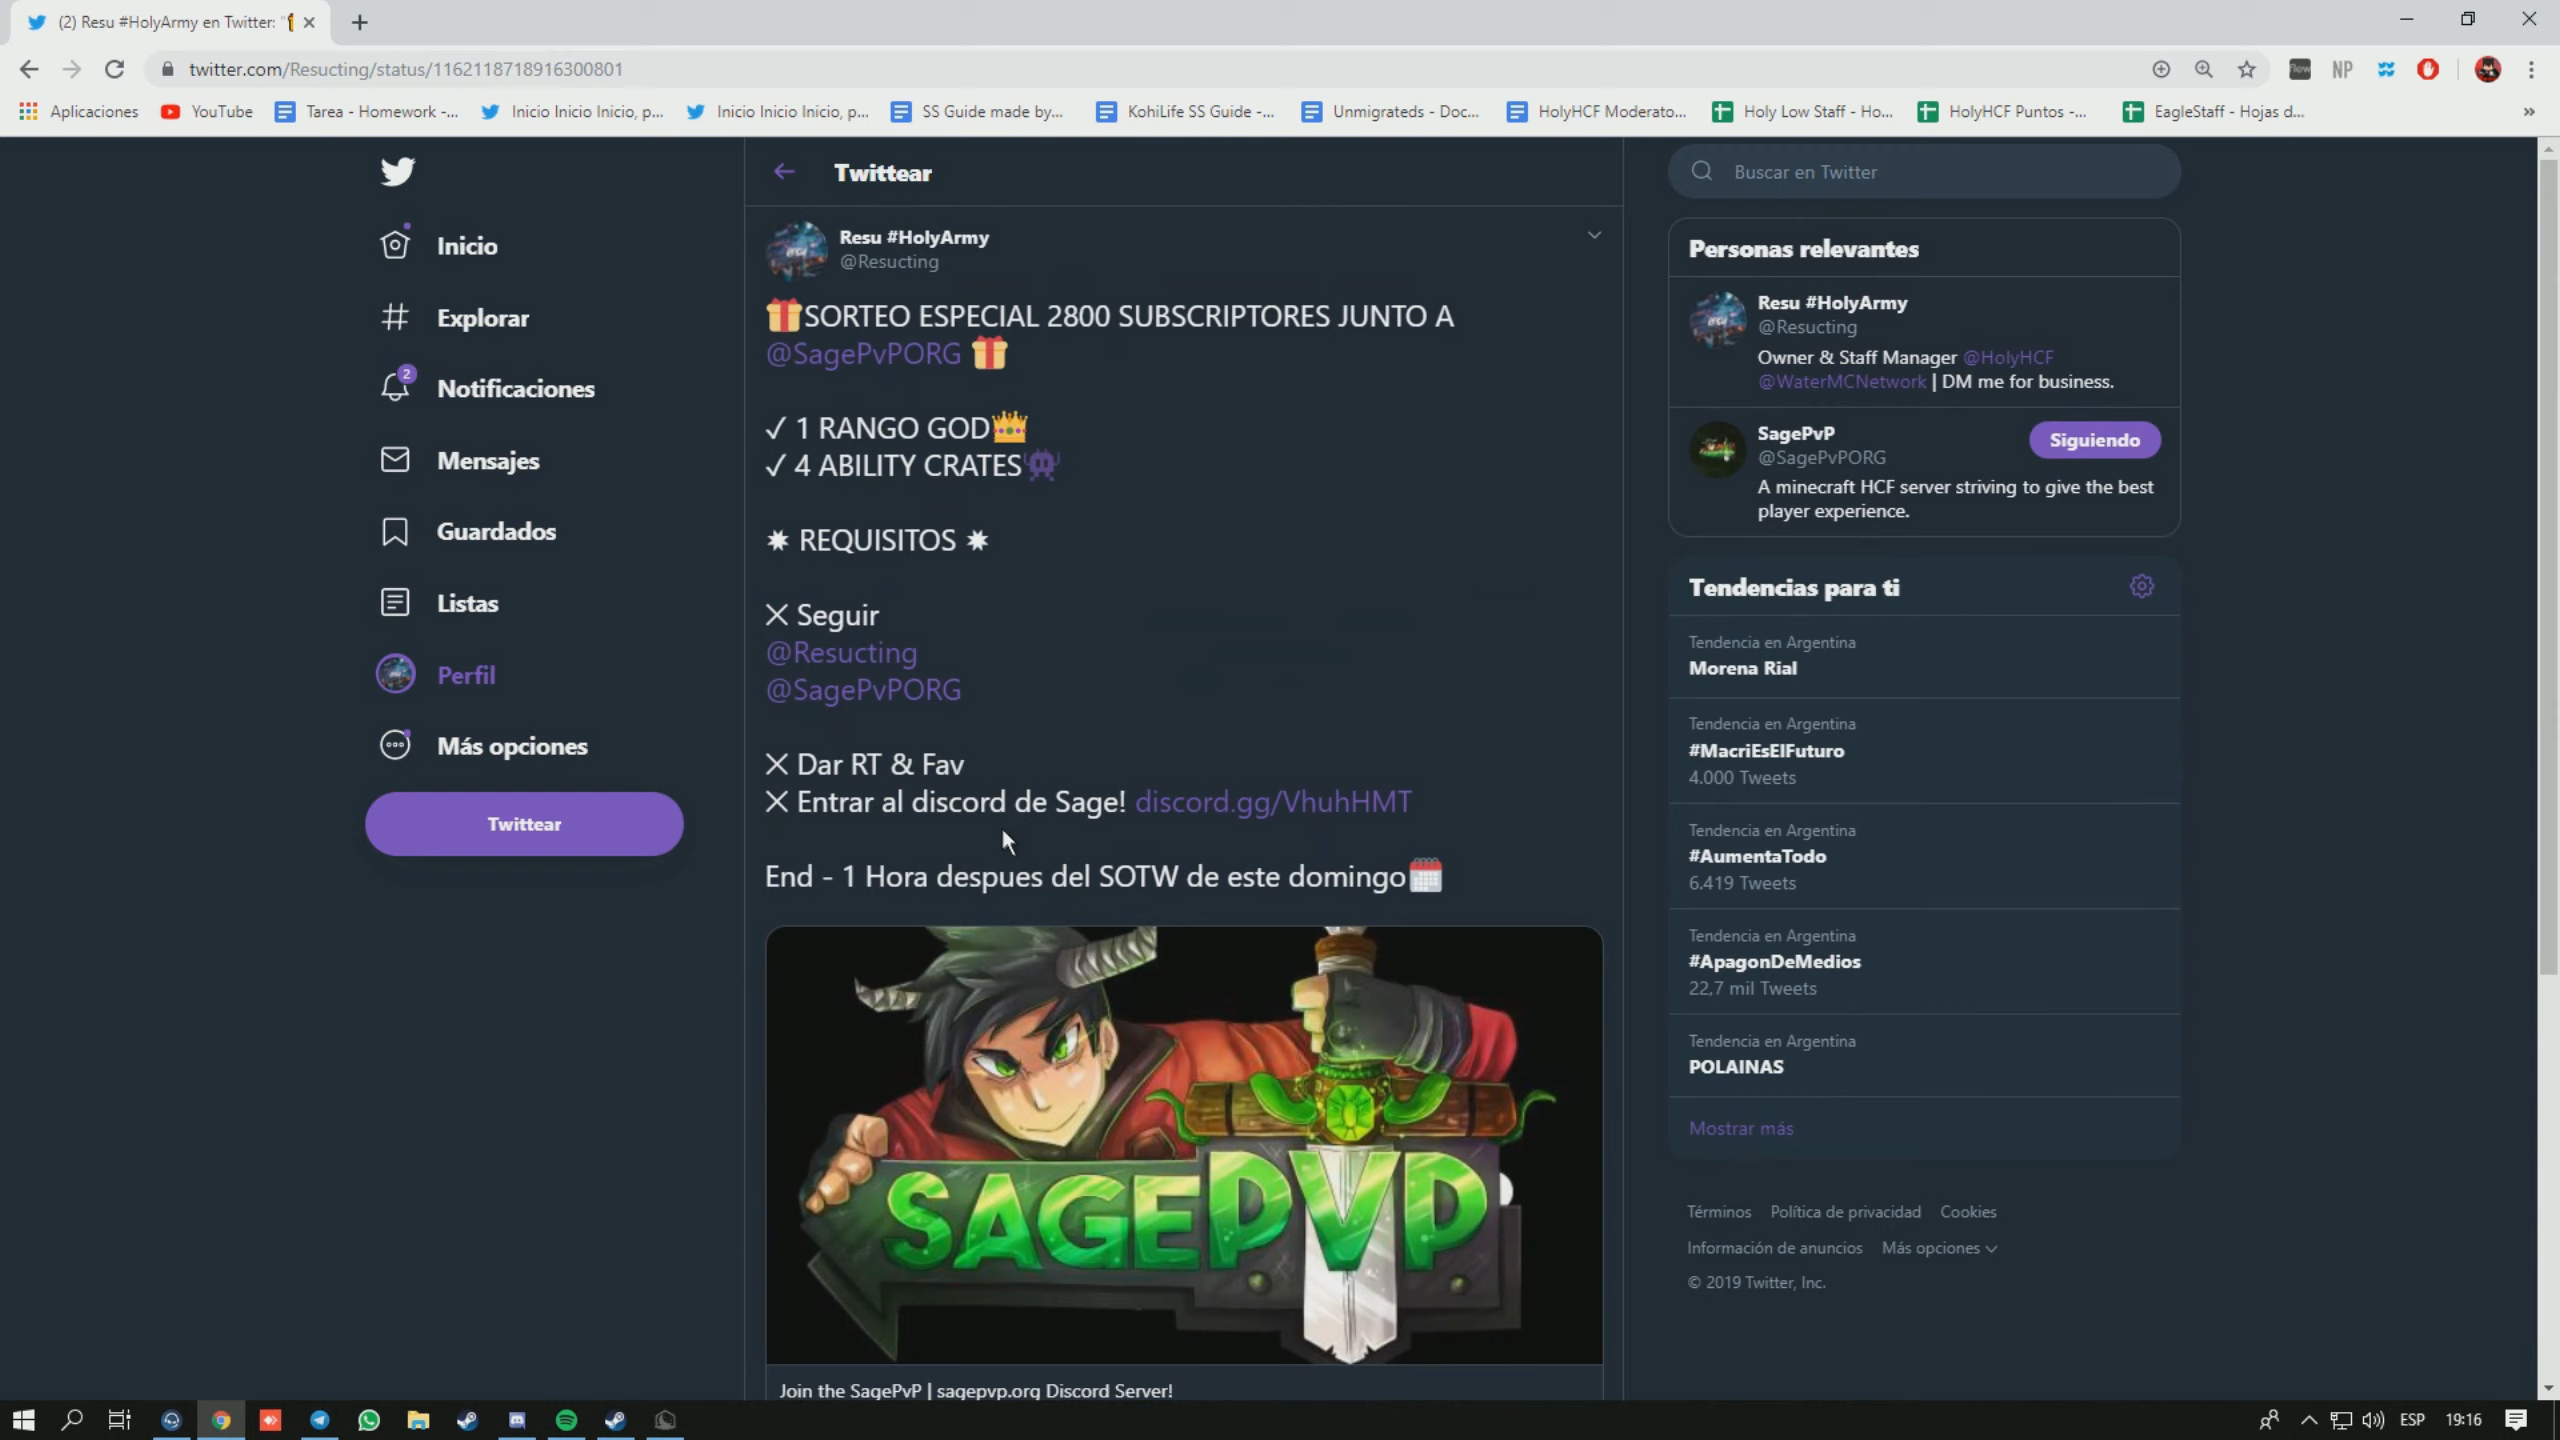 (2) Resu #HolyArmy en Twitter: "
twitter.com/Resucting/status/1162118718916300801
NP
Aplicaciones
YouTube
Tarea - Homework -...
Inicio Inicio Inicio, p...
Inicio Inicio Inicio, p...
SS Guide made by...
KohiLife SS Guide -...
Unmigrateds - Doc...
HolyHCF Moderato...
Holy Low Staff - Ho...
HolyHCF Puntos -...
EagleStaff - Hojas d...
Inicio
Explorar
2
Notificaciones
Mensajes
Guardados
Listas
Perfil
Más opciones
Twittear
Twittear
Resu #HolyArmy
@Resucting
🎁SORTEO ESPECIAL 2800 SUBSCRIPTORES JUNTO A
@SagePvPORG 🎁
✓ 1 RANGO GOD👑
✓ 4 ABILITY CRATES👾
✸ REQUISITOS ✸
╳ Seguir
@Resucting
@SagePvPORG
╳ Dar RT & Fav
╳ Entrar al discord de Sage! discord.gg/VhuhHMT
End - 1 Hora despues del SOTW de este domingo🗓
SAGEPVP
Join the SagePvP | sagepvp.org Discord Server!
Buscar en Twitter
Personas relevantes
Resu #HolyArmy
@Resucting
Owner & Staff Manager @HolyHCF
@WaterMCNetwork | DM me for business.
SagePvP
@SagePvPORG
Siguiendo
A minecraft HCF server striving to give the best
player experience.
Tendencias para ti
Tendencia en Argentina
Morena Rial
Tendencia en Argentina
#MacriEsElFuturo
4.000 Tweets
Tendencia en Argentina
#AumentaTodo
6.419 Tweets
Tendencia en Argentina
#ApagonDeMedios
22,7 mil Tweets
Tendencia en Argentina
POLAINAS
Mostrar más
Términos Política de privacidad Cookies
Información de anuncios Más opciones
© 2019 Twitter, Inc.
ESP
19:16